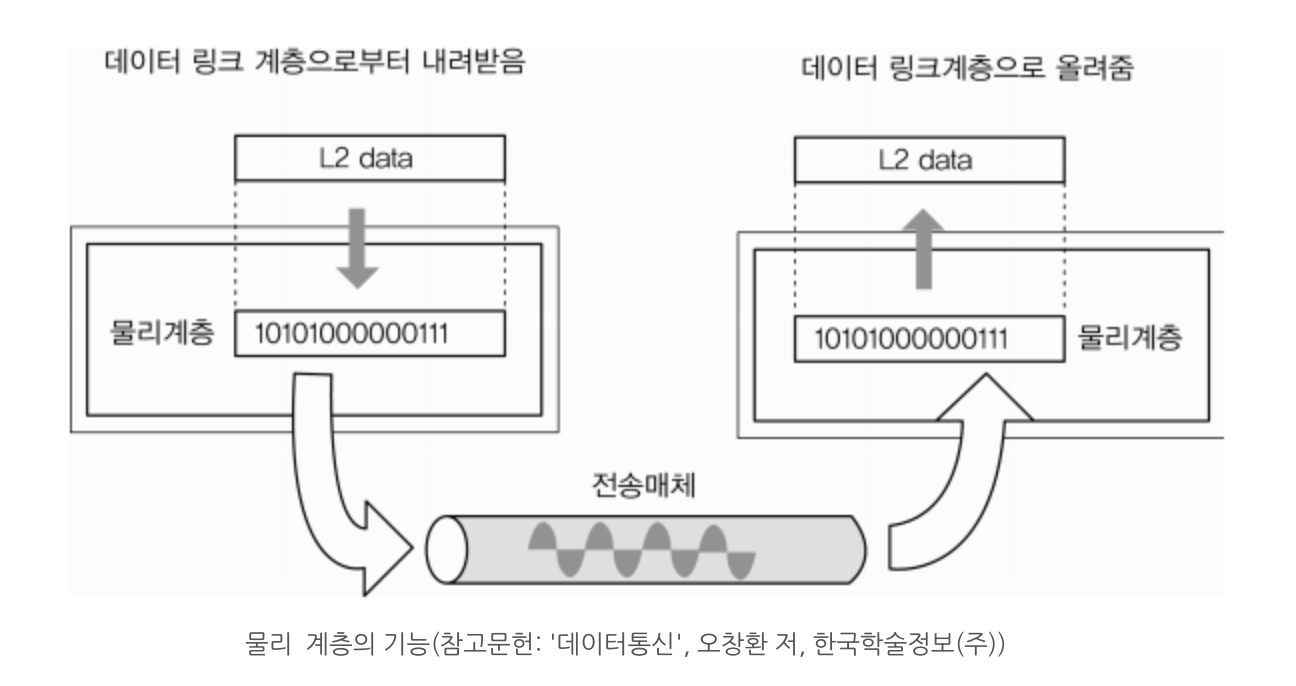 데이터 링크 계층으로부터 내려받음
데이터 링크계층으로 올려줌
L2 data
L2 data
물리계층
10101000000111
10101000000111
물리계층
전송매체
물리 계층의 기능(참고문헌: '데이터통신', 오창환 저, 한국학술정보(주))